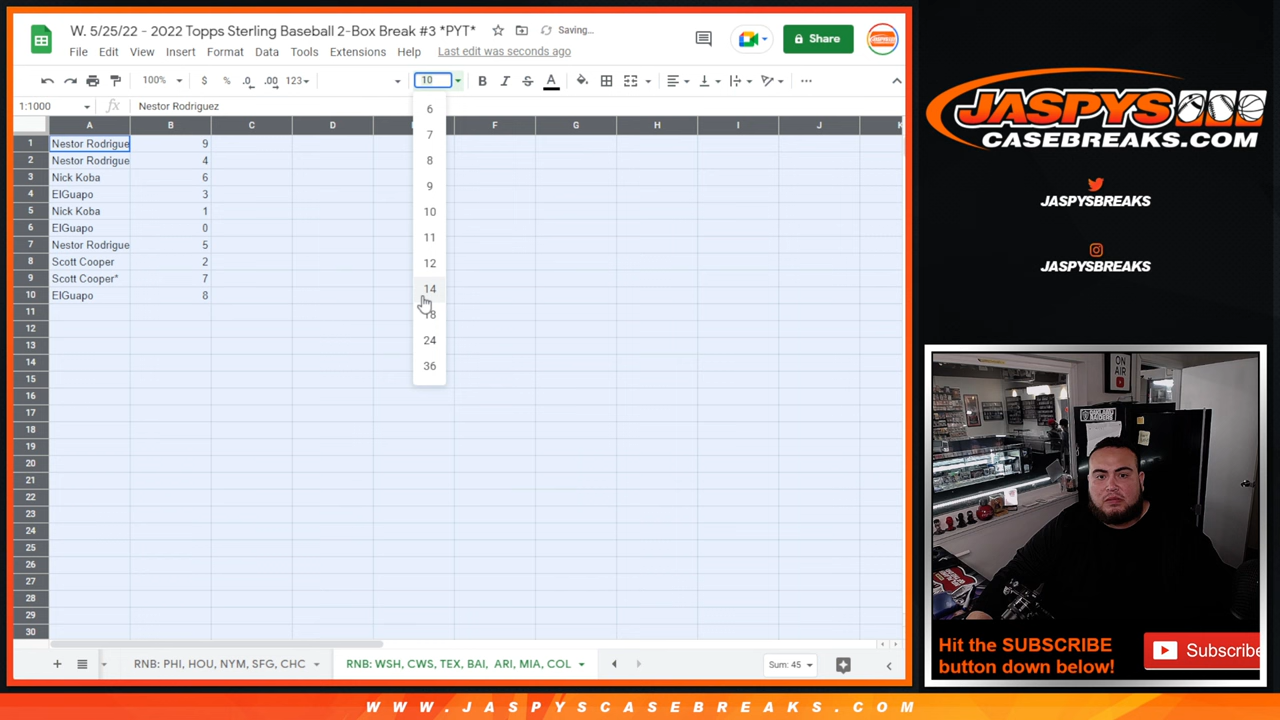 W. 5/25/22 - 2022 Topps Sterling Baseball 2-Box Break #3 *PYT*
Saving...
File Edit View Insert Format Data Tools Extensions Help Last edit was seconds ago
Share
100% $ % .0 .00 123 10 B I S A
1:1000 fx Nestor Rodriguez
A B C D F G H I J K
1 Nestor Rodrigue 9
2 Nestor Rodrigue 4
3 Nick Koba 6
4 ElGuapo 3
5 Nick Koba 1
6 ElGuapo 0
7 Nestor Rodrigue 5
8 Scott Cooper 2
9 Scott Cooper* 7
10 ElGuapo 8
11
12
13
14
15
16
17
18
19
20
21
22
23
24
25
26
27
28
29
30
6
7
8
9
10
11
12
14
18
24
36
RNB: PHI, HOU, NYM, SFG, CHC
RNB: WSH, CWS, TEX, BAL, ARI, MIA, COL
Sum: 45
JASPYS
CASEBREAKS.COM
JASPYSBREAKS
JASPYSBREAKS
ON AIR
Hit the SUBSCRIBE
button down below!
Subscribe
WWW.JASPYSCASEBREAKS.COM